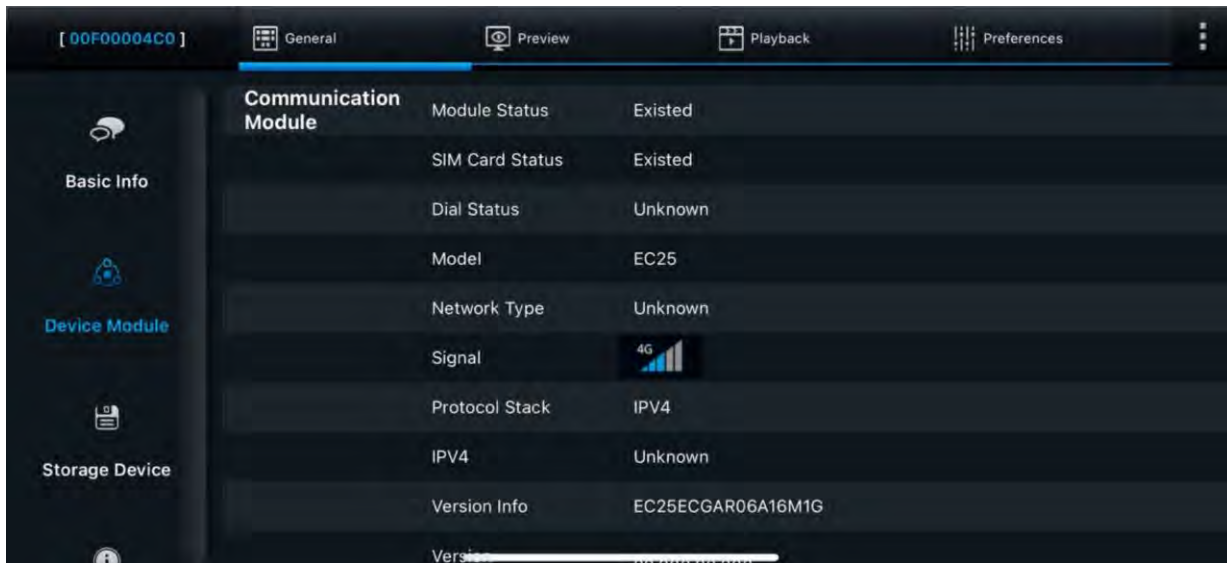 [ 00F00004C0 ] General Preview Playback Preferences
Basic Info
Device Module
Storage Device
Communication
Module
Module Status Existed
SIM Card Status Existed
Dial Status Unknown
Model EC25
Network Type Unknown
Signal 4G
Protocol Stack IPV4
IPV4 Unknown
Version Info EC25ECGAR06A16M1G
Version